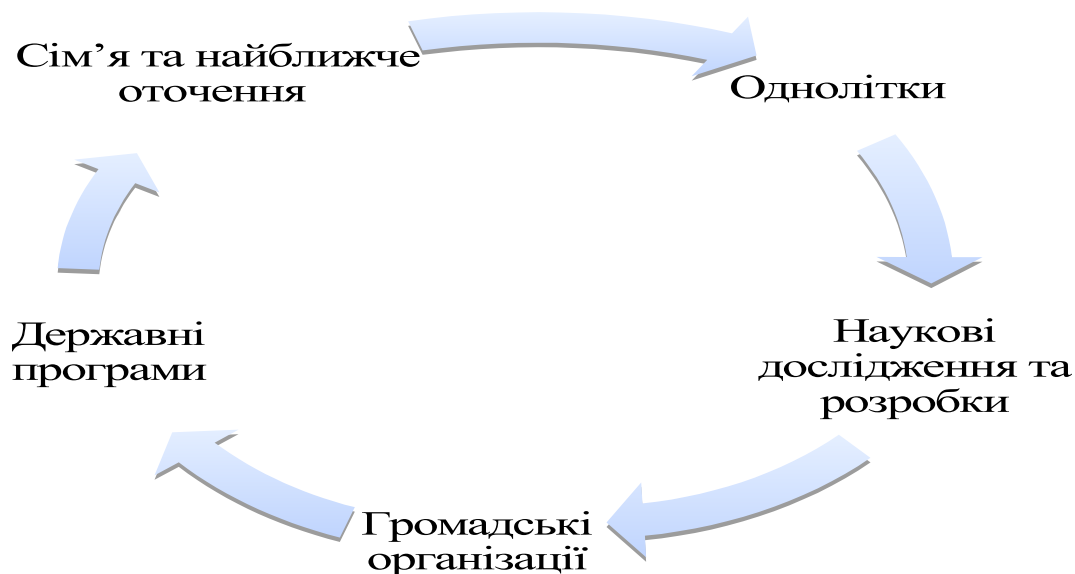 Сім’я та найближче
оточення
Однолітки
Наукові
дослідження та
розробки
Громадські
організації
Державні
програми